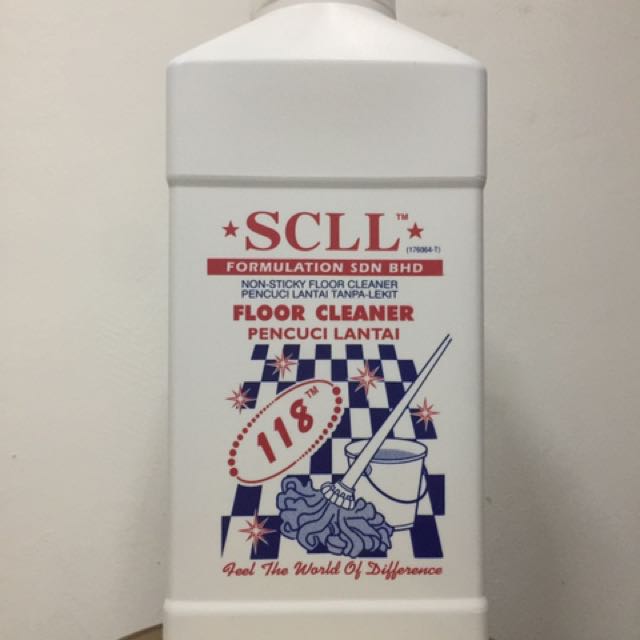 SCLL™
(176064-T)
FORMULATION SDN BHD
NON-STICKY FLOOR CLEANER
PENCUCI LANTAI TANPA-LEKIT
FLOOR CLEANER
PENCUCI LANTAI
118™
Feel The World Of Difference